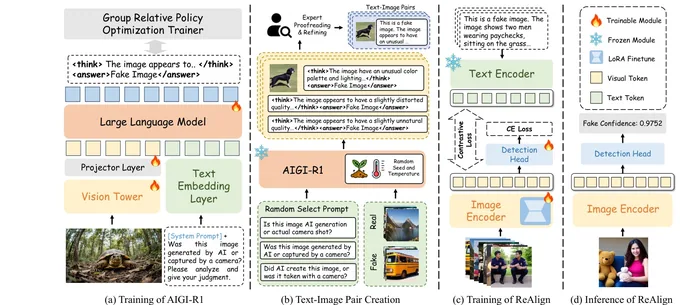 Group Relative Policy
Optimization Trainer
<think> The image appears to.. </think>
<answer>Fake Image</answer>
Large Language Model
Projector Layer
Vision Tower
Text
Embedding
Layer
[System Prompt] +
Was this image
generated by AI or
captured by a camera?
Please analyze and
give your judgment.
(a) Training of AIGI-R1
Expert
Proofreading
& Refining
Text-Image Pairs
This is a fake
image. The image
appears to have
an unusual
<think>The image have an unusual color
palette and lighting..</think>
<answer>Fake Image</answer>
<think>The image appears to have a slightly distorted
quality…</think> <answer>Fake Image</answer>
<think>The image appears to have a slightly unnatural
quality…</think> <answer>Fake Image</answer>
AIGI-R1
Random
Seed and
Temperature
Random Select Prompt
Is this image AI generation
or actual camera shot?
Was this image generated by
AI or captured by a camera?
Did AI create this image, or
was it taken with a camera?
Real
Fake
(b) Text-Image Pair Creation
This is a fake image. The
image shows two men
wearing paychecks,
sitting on the grass…
Text Encoder
Contrastive
Loss
CE Loss
Detection
Head
Image
Encoder
(c) Training of ReAlign
Trainable Module
Frozen Module
LoRA Finetune
Visual Token
Text Token
Fake Confidence: 0.9752
Detection Head
Image Encoder
(d) Inference of ReAlign